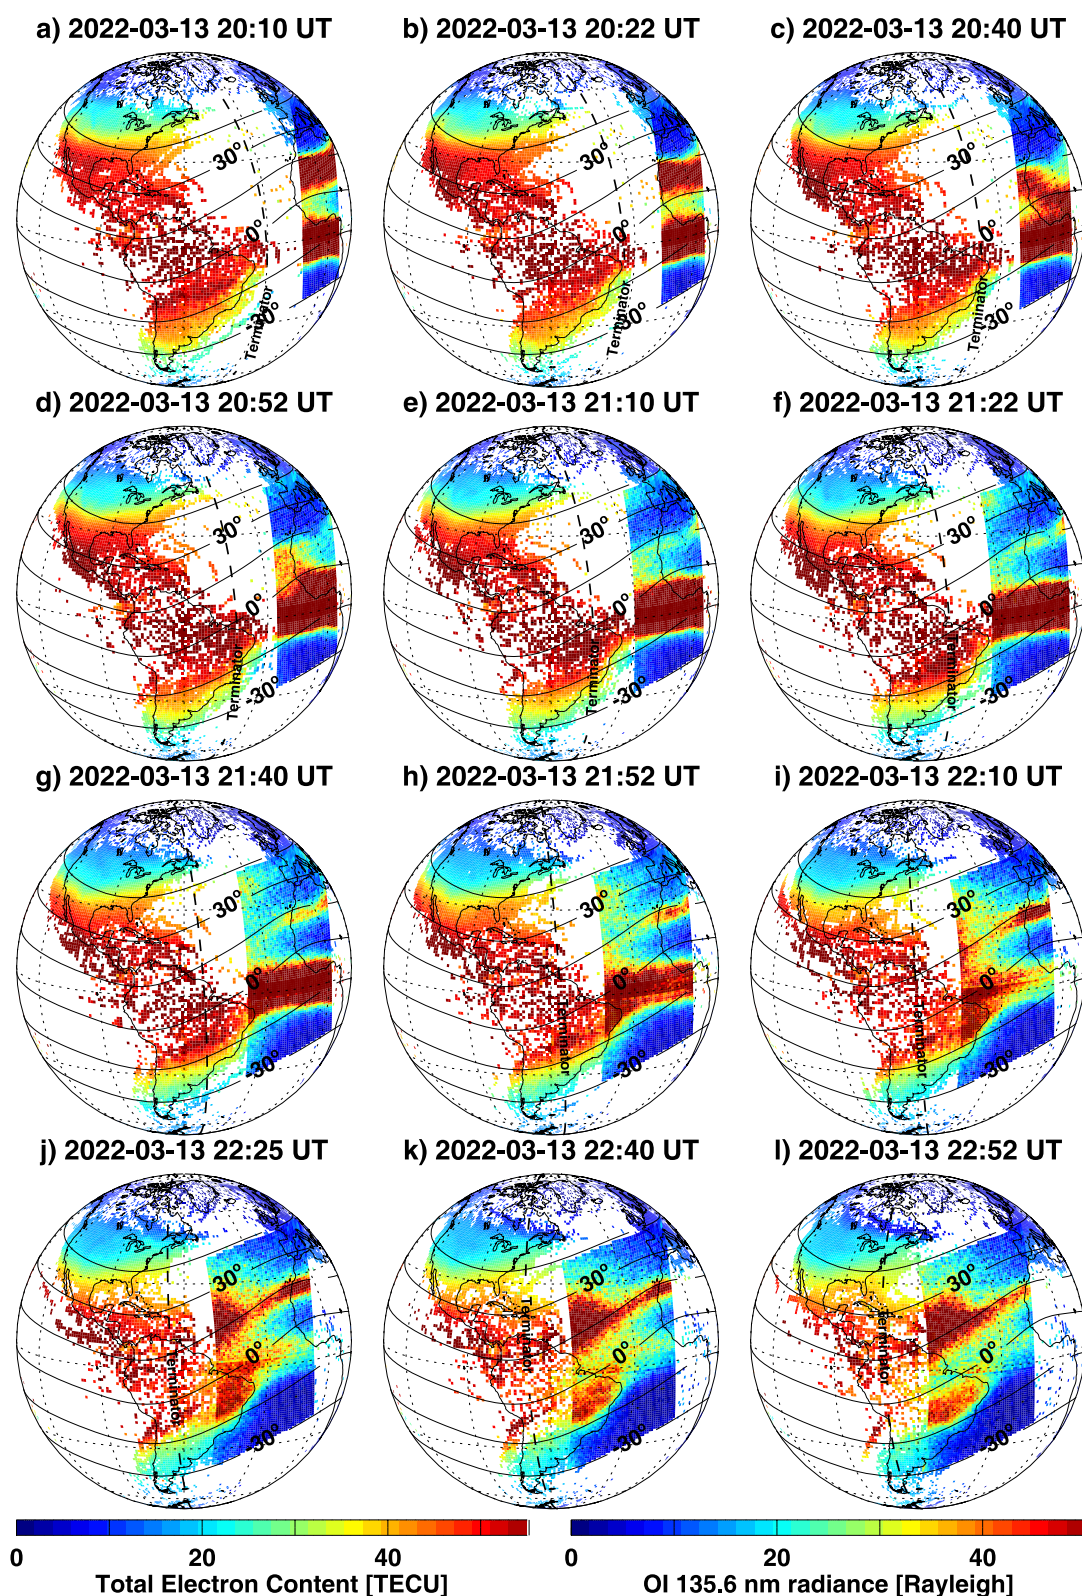 a) 2022-03-13 20:10 UT
b) 2022-03-13 20:22 UT
c) 2022-03-13 20:40 UT
30°
0°
-30°
Terminator
30°
0°
-30°
Terminator
30°
0°
-30°
Terminator
d) 2022-03-13 20:52 UT
e) 2022-03-13 21:10 UT
f) 2022-03-13 21:22 UT
30°
0°
-30°
Terminator
30°
0°
-30°
Terminator
30°
0°
-30°
Terminator
g) 2022-03-13 21:40 UT
h) 2022-03-13 21:52 UT
i) 2022-03-13 22:10 UT
30°
0°
-30°
30°
0°
-30°
Terminator
30°
0°
-30°
Terminator
j) 2022-03-13 22:25 UT
k) 2022-03-13 22:40 UT
l) 2022-03-13 22:52 UT
30°
0°
-30°
Terminator
30°
0°
-30°
Terminator
30°
0°
-30°
Terminator
0 20 40
Total Electron Content [TECU]
0 20 40
OI 135.6 nm radiance [Rayleigh]